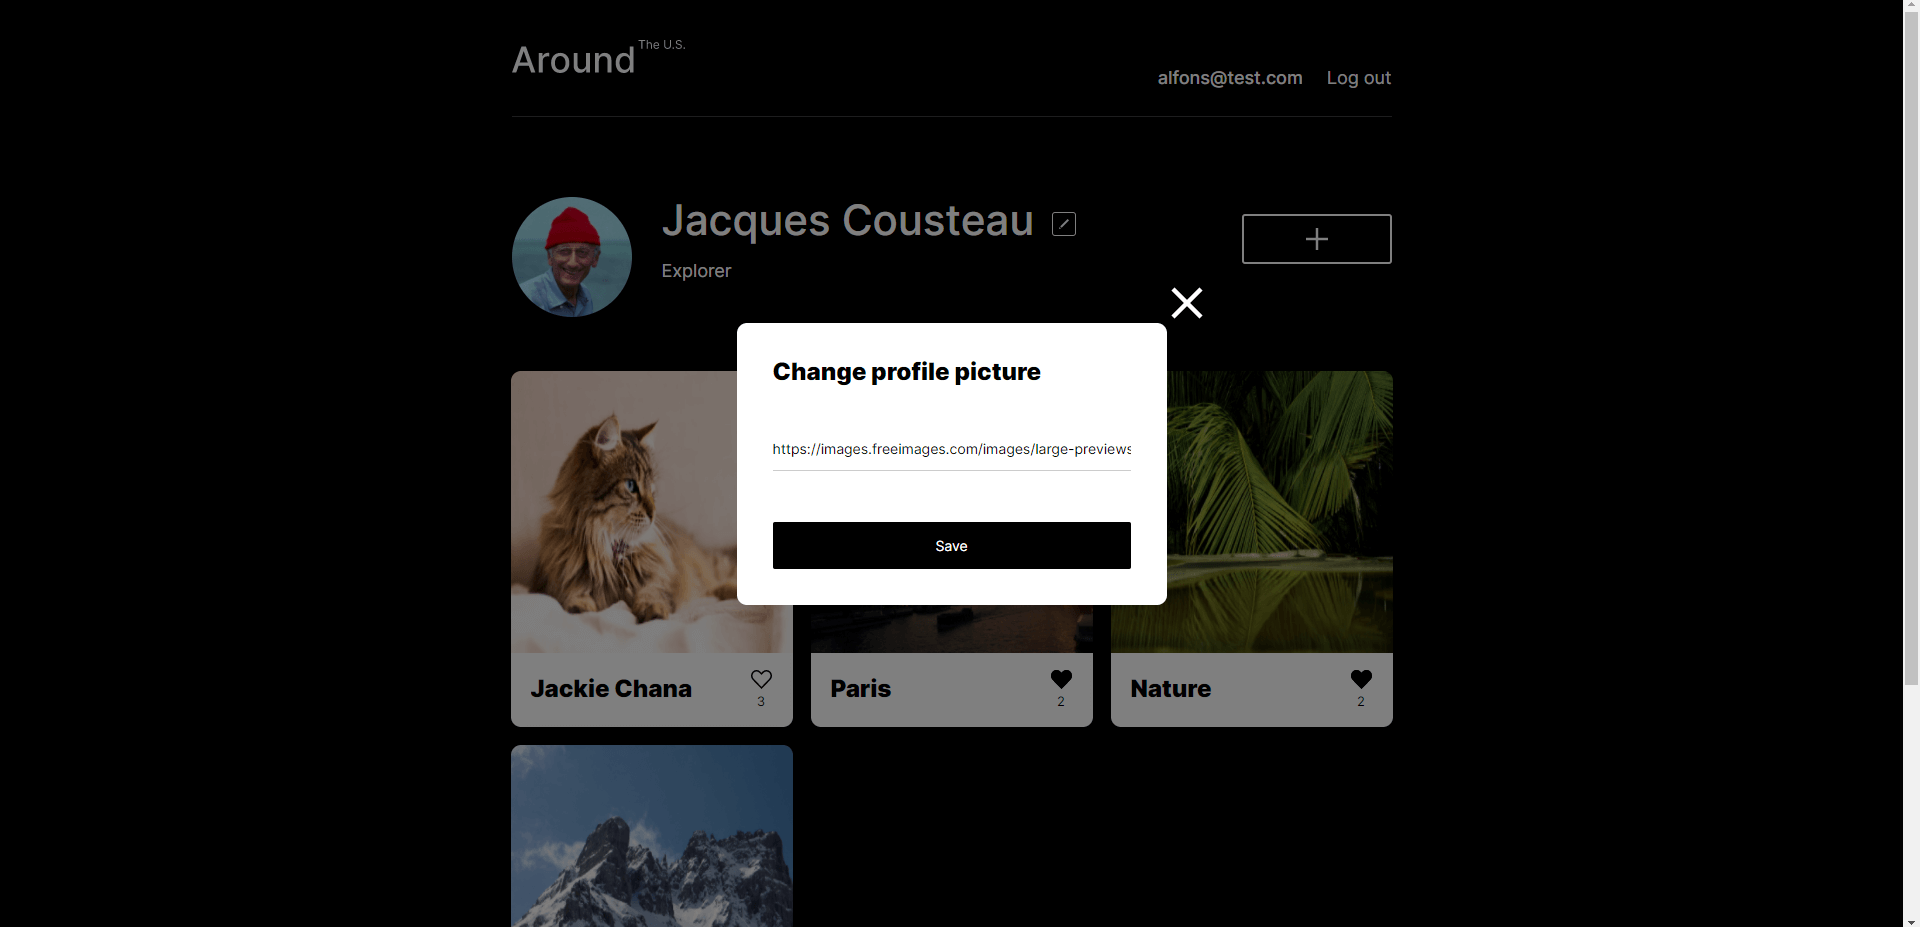 Around The U.S.
alfons@test.com Log out
Jacques Cousteau
Explorer
Change profile picture
https://images.freeimages.com/images/large-previews
Save
Jackie Chana
3
Paris
2
Nature
2